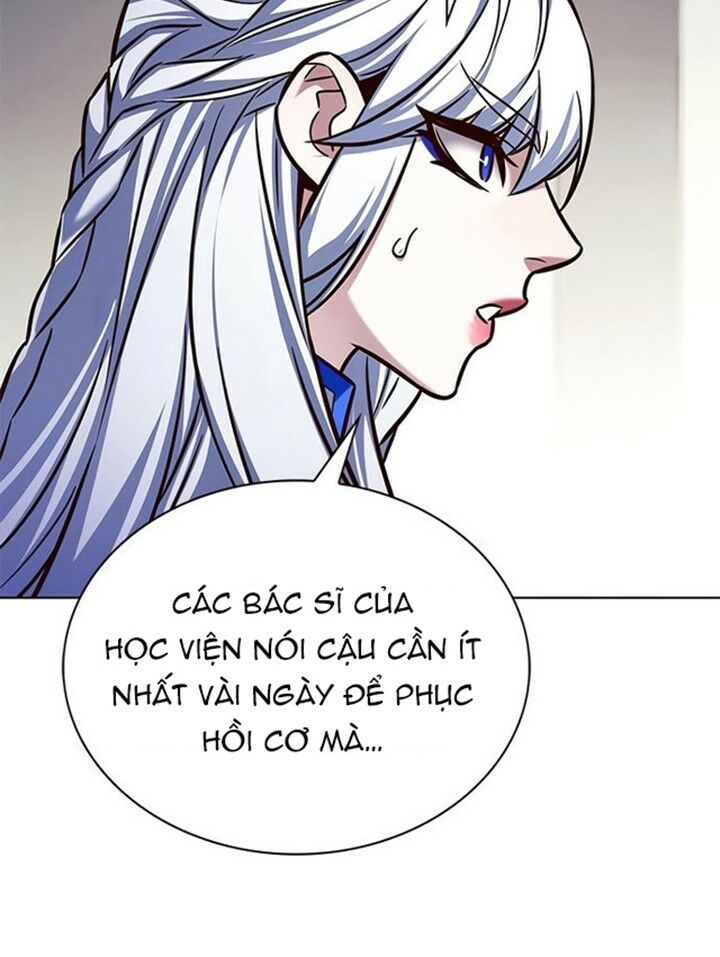 CÁC BÁC SĨ CỦA
HỌC VIỆN NÓI CẬU CẦN ÍT
NHẤT VÀI NGÀY ĐỂ PHỤC
HỒI CƠ MÀ...